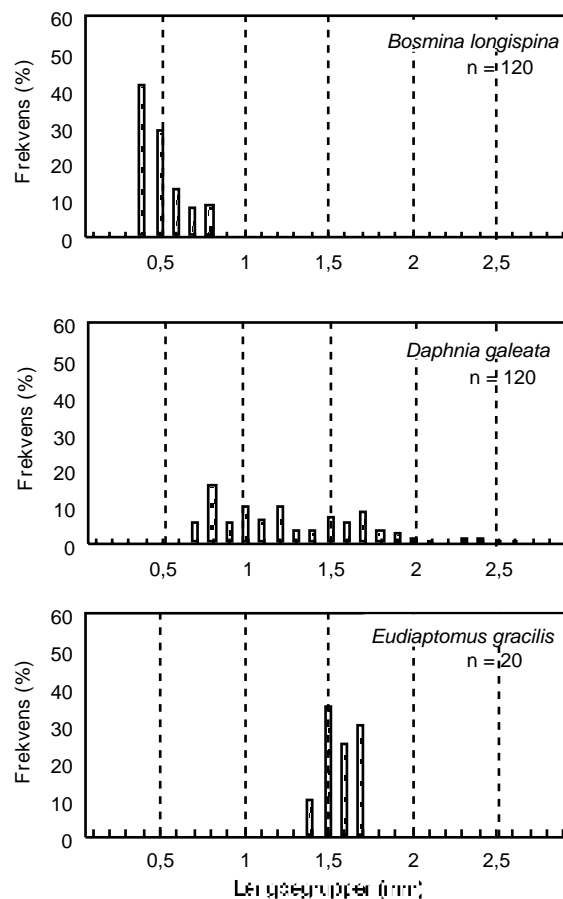 60
50
40
30
20
10
0
Frekvens (%)
Bosmina longispina
n = 120
0,5 1 1,5 2 2,5
60
50
40
30
20
10
0
Frekvens (%)
Daphnia galeata
n = 120
0,5 1 1,5 2 2,5
60
50
40
30
20
10
0
Frekvens (%)
Eudiaptomus gracilis
n = 20
0,5 1 1,5 2 2,5
Lengdegrupper (mm)